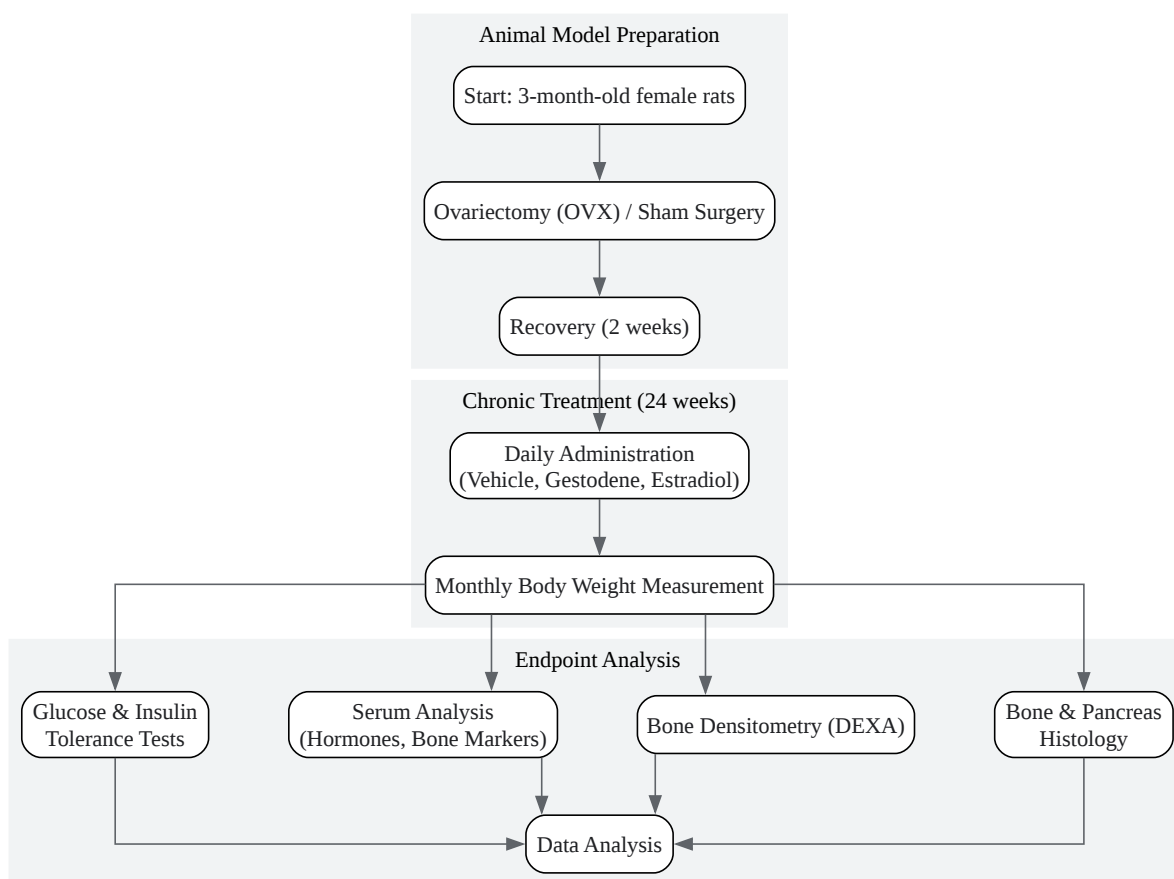 Animal Model Preparation
Start: 3-month-old female rats
Ovariectomy (OVX) / Sham Surgery
Recovery (2 weeks)
Chronic Treatment (24 weeks)
Daily Administration
(Vehicle, Gestodene, Estradiol)
Monthly Body Weight Measurement
Endpoint Analysis
Glucose & Insulin
Tolerance Tests
Serum Analysis
(Hormones, Bone Markers)
Bone Densitometry (DEXA)
Bone & Pancreas
Histology
Data Analysis